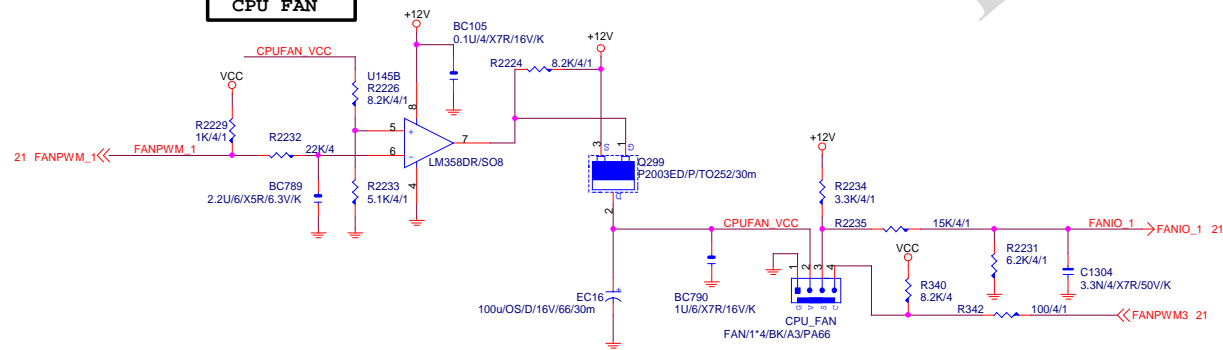 CPU FAN
+12V
BC105
0.1U/4/X7R/16V/K
+12V
CPUFAN_VCC
R2224
8.2K/4/1
VCC
U145B
R2226
8.2K/4/1
8
R2229
1K/4/1
5
+
7
3
S
1
G
+12V
21 FANPWM_1
FANPWM_1
R2232
22K/4
6
-
LM358DR/SO8
Q299
P2003ED/P/TO252/30m
BC789
2.2U/6/X5R/6.3V/K
R2233
5.1K/4/1
4
D
2
R2234
3.3K/4/1
CPUFAN_VCC
R2235
15K/4/1
FANIO_1
FANIO_1 21
VCC
R2231
6.2K/4/1
1
2
3
4
C1304
3.3N/4/X7R/50V/K
R340
8.2K/4
EC16
100u/OS/D/16V/66/30m
+
BC790
1U/6/X7R/16V/K
G
V
S
C
R342
100/4/1
FANPWM3 21
CPU_FAN
FAN/1*4/BK/A3/PA66